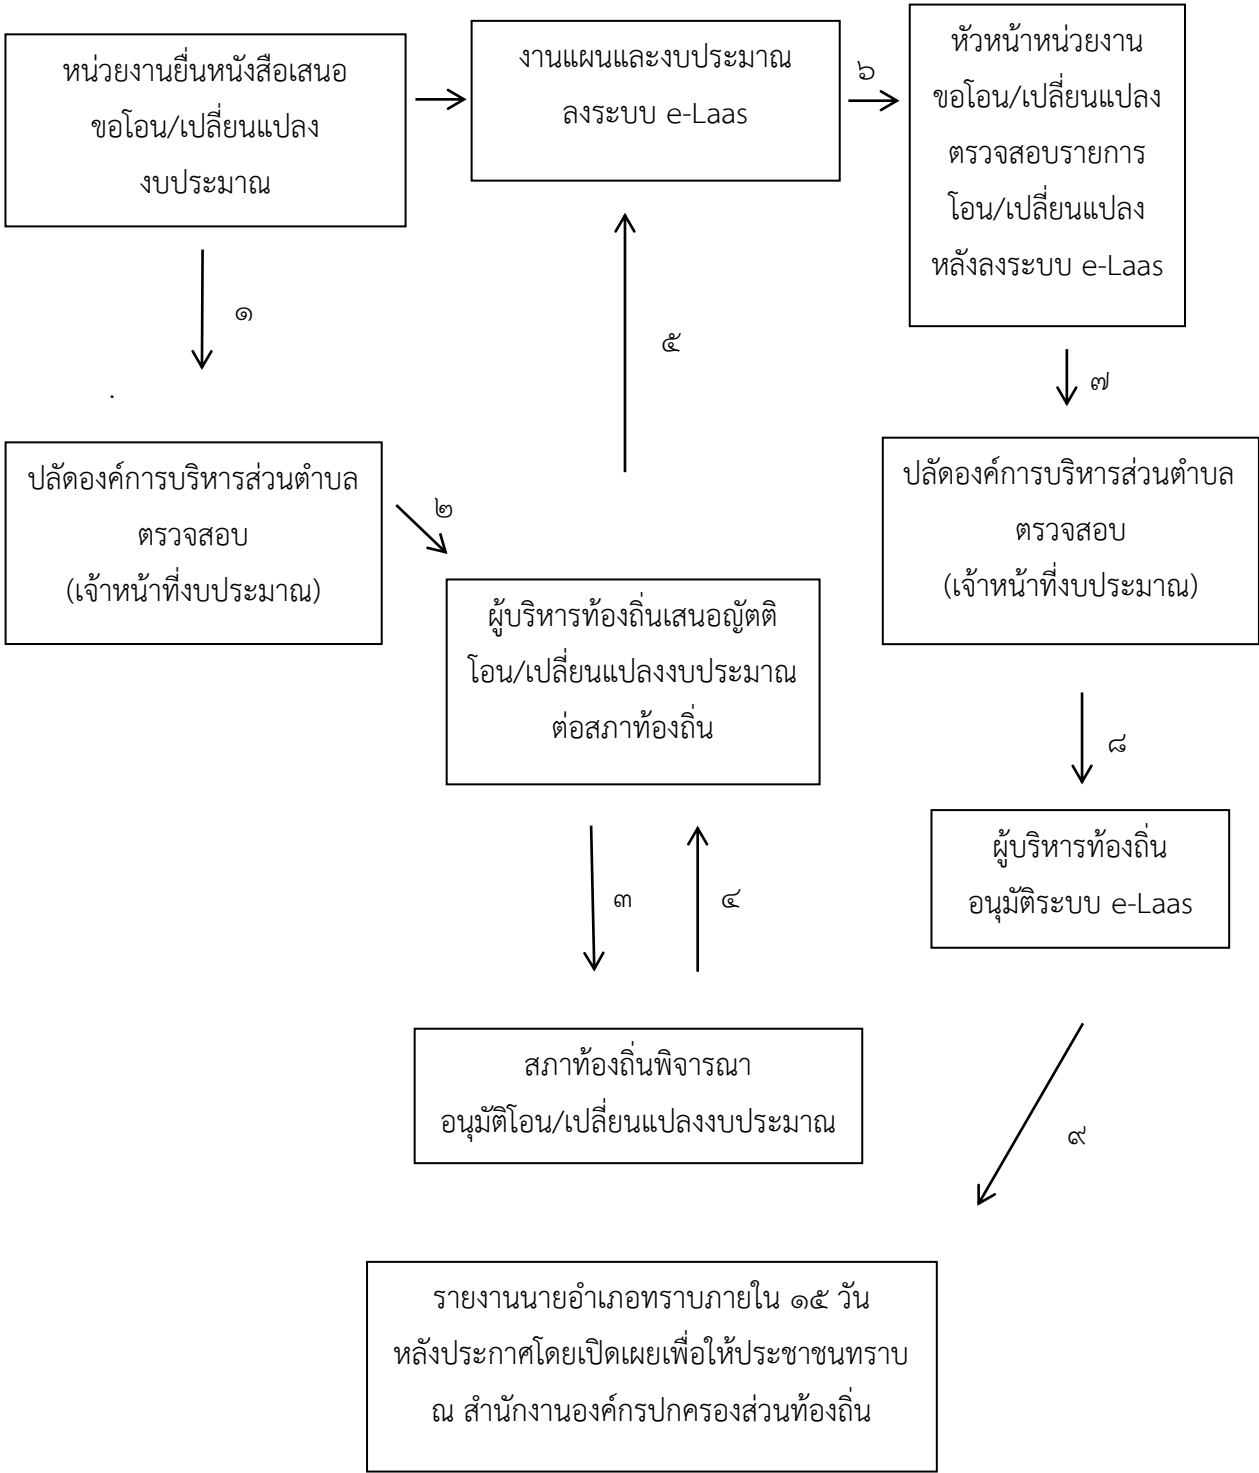 หน่วยงานยื่นหนังสือเสนอ
ขอโอน/เปลี่ยนแปลง
งบประมาณ
งานแผนและงบประมาณ
ลงระบบ e-Laas
๖
หัวหน้าหน่วยงาน
ขอโอน/เปลี่ยนแปลง
ตรวจสอบรายการ
โอน/เปลี่ยนแปลง
หลังลงระบบ e-Laas
๑
๕
๗
.
ปลัดองค์การบริหารส่วนตำบล
ตรวจสอบ
(เจ้าหน้าที่งบประมาณ)
๒
ปลัดองค์การบริหารส่วนตำบล
ตรวจสอบ
(เจ้าหน้าที่งบประมาณ)
ผู้บริหารท้องถิ่นเสนอญัตติ
โอน/เปลี่ยนแปลงงบประมาณ
ต่อสภาท้องถิ่น
๘
๓
๔
ผู้บริหารท้องถิ่น
อนุมัติระบบ e-Laas
สภาท้องถิ่นพิจารณา
อนุมัติโอน/เปลี่ยนแปลงงบประมาณ
๙
รายงานนายอำเภอทราบภายใน ๑๕ วัน
หลังประกาศโดยเปิดเผยเพื่อให้ประชาชนทราบ
ณ สำนักงานองค์กรปกครองส่วนท้องถิ่น